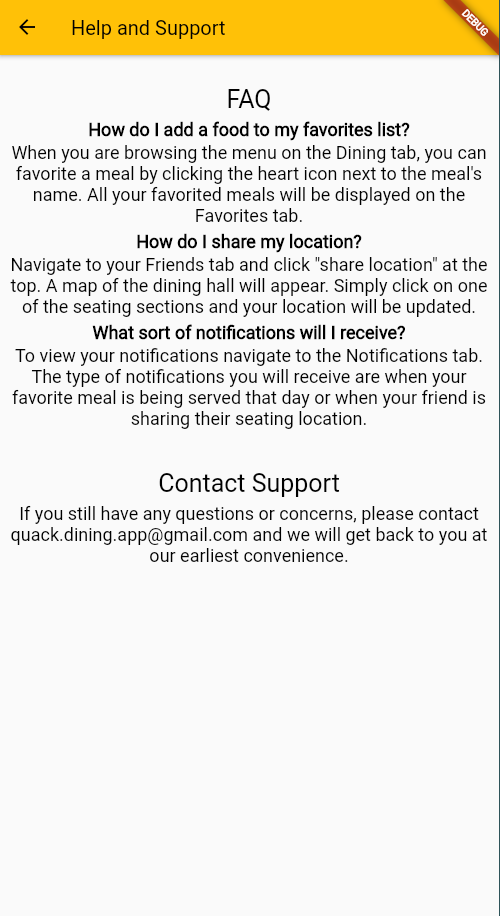 Help and Support
DEBUG
FAQ
How do I add a food to my favorites list?
When you are browsing the menu on the Dining tab, you can
favorite a meal by clicking the heart icon next to the meal's
name. All your favorited meals will be displayed on the
Favorites tab.
How do I share my location?
Navigate to your Friends tab and click "share location" at the
top. A map of the dining hall will appear. Simply click on one
of the seating sections and your location will be updated.
What sort of notifications will I receive?
To view your notifications navigate to the Notifications tab.
The type of notifications you will receive are when your
favorite meal is being served that day or when your friend is
sharing their seating location.
Contact Support
If you still have any questions or concerns, please contact
quack.dining.app@gmail.com and we will get back to you at
our earliest convenience.